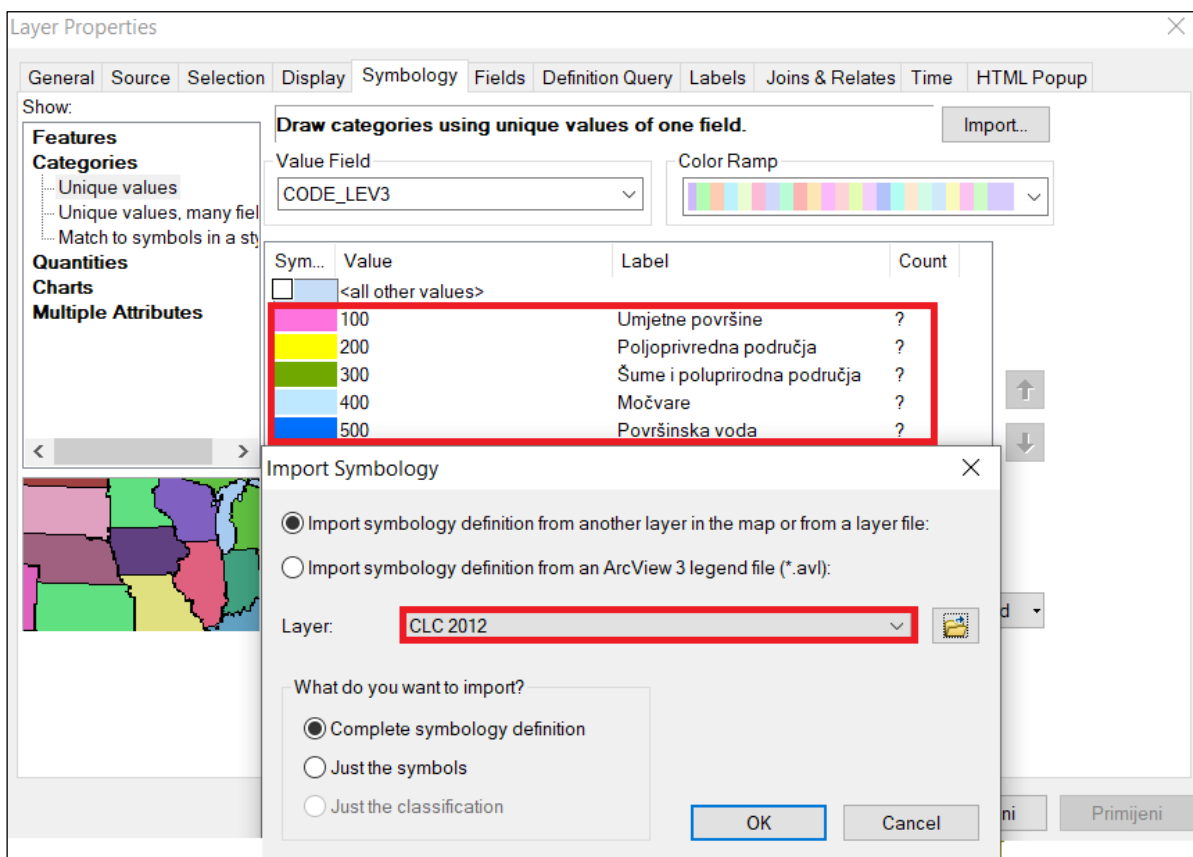 Layer Properties
General Source Selection Display Symbology Fields Definition Query Labels Joins & Relates Time HTML Popup
Show:
Features
Categories
Unique values
Unique values, many fiel
Match to symbols in a sty
Quantities
Charts
Multiple Attributes
Draw categories using unique values of one field.
Import...
Value Field
CODE_LEV3
Color Ramp
Sym... Value Label Count
<all other values>
100 Umjetne površine ?
200 Poljoprivredna područja ?
300 Šume i poluprirodna područja ?
400 Močvare ?
500 Površinska voda ?
Import Symbology
Import symbology definition from another layer in the map or from a layer file:
Import symbology definition from an ArcView 3 legend file (*.avl):
Layer: CLC 2012
d
What do you want to import?
Complete symbology definition
Just the symbols
Just the classification
OK Cancel
ni Primijeni